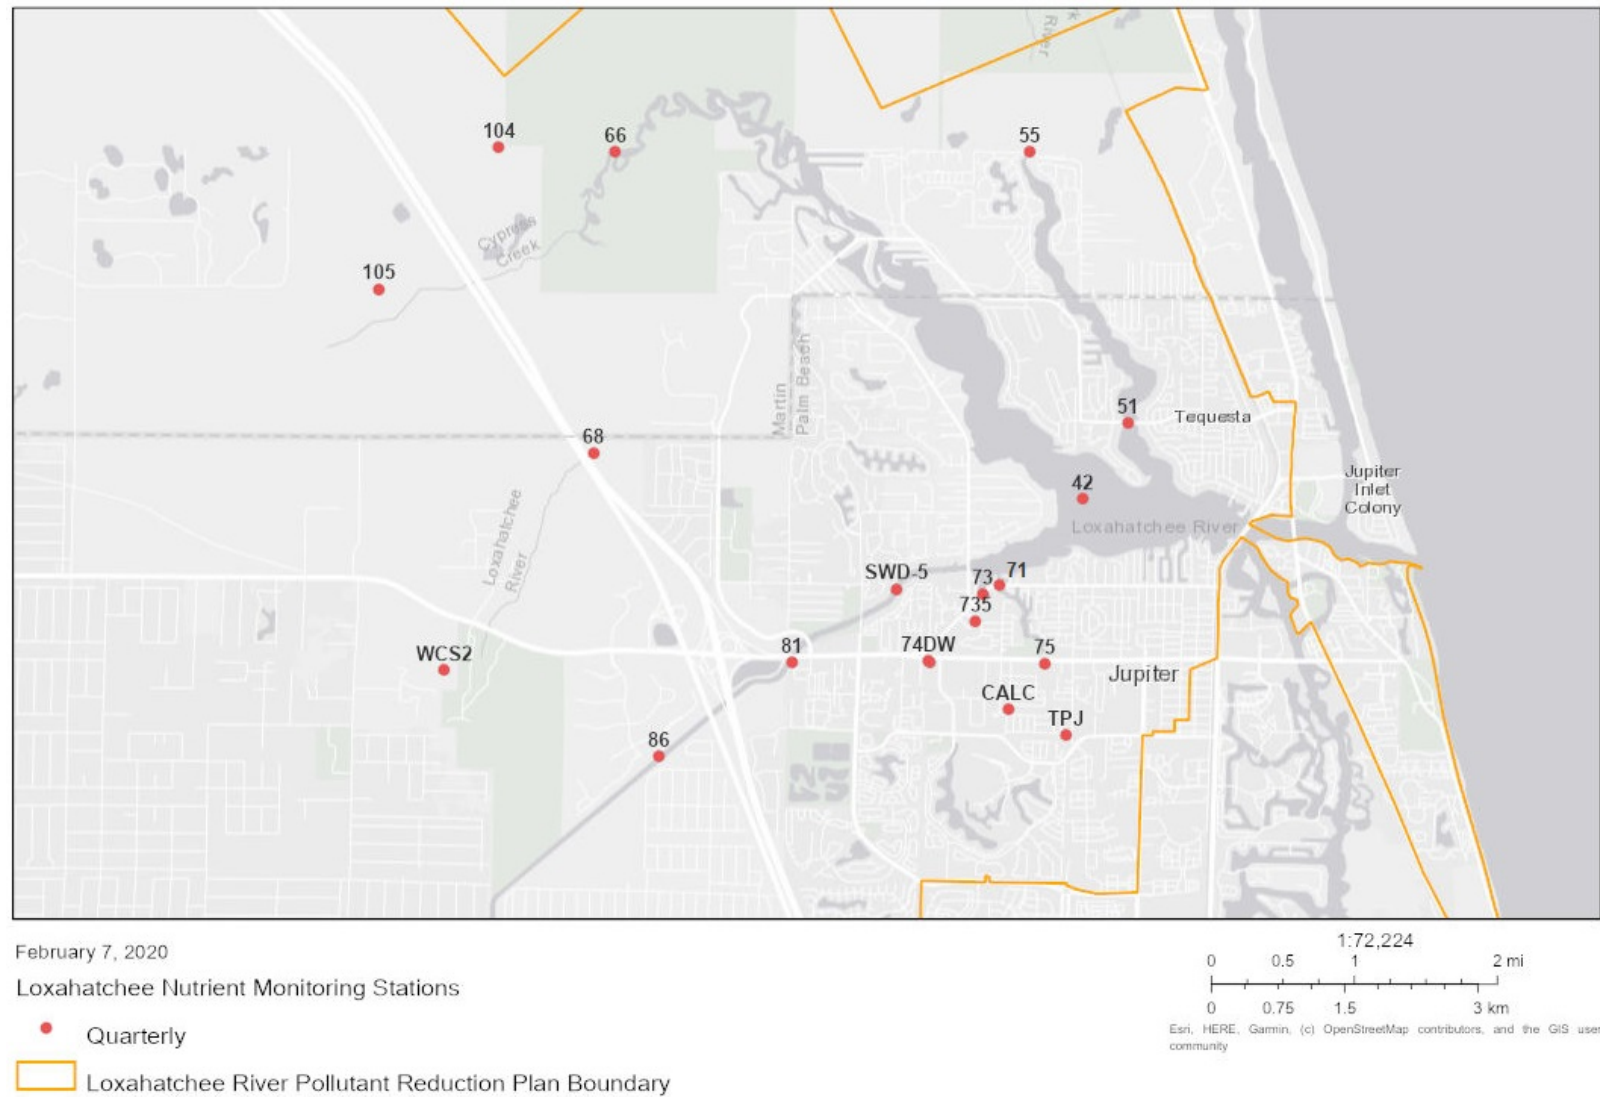 k
River
104
66
55
Cypress
Creek
105
Martin
Palm Beach
51
Tequesta
68
42
Jupiter
Inlet
Colony
Loxahatchee
River
Loxahatchee River
SWD-5
73
71
735
WCS2
81
74DW
75
Jupiter
CALC
TPJ
86
February 7, 2020
Loxahatchee Nutrient Monitoring Stations
Quarterly
Loxahatchee River Pollutant Reduction Plan Boundary
1:72,224
0 0.5 1 2 mi
0 0.75 1.5 3 km
Esri, HERE, Garmin, (c) OpenStreetMap contributors, and the GIS user
community